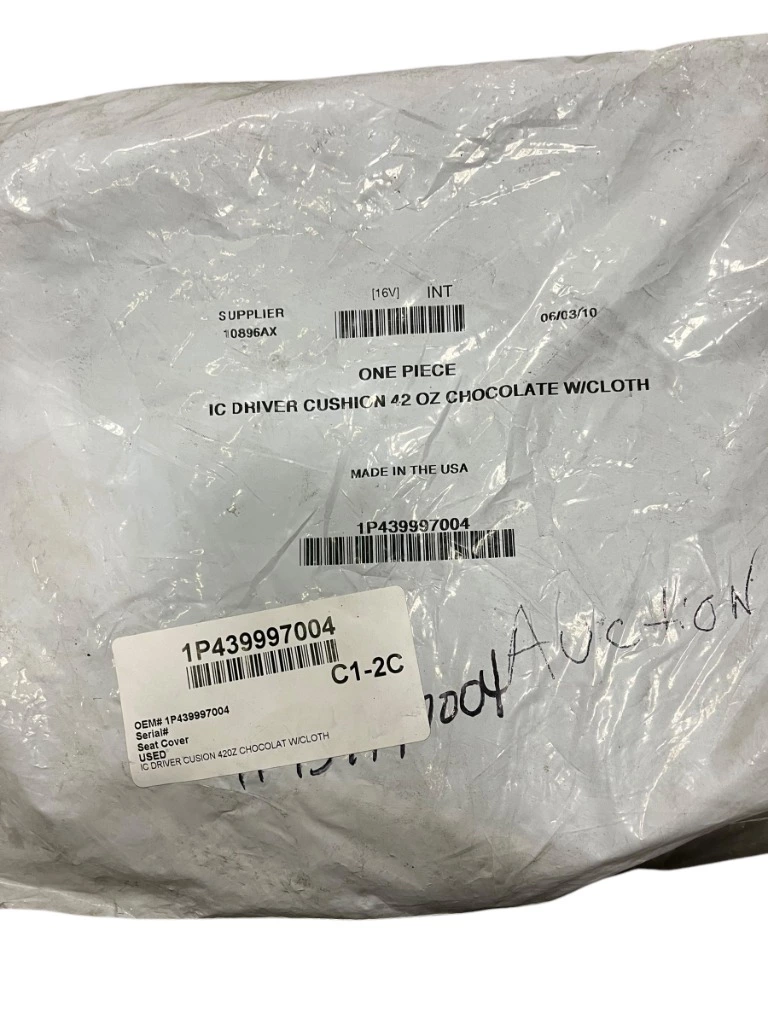 [16V] INT
SUPPLIER
10896AX
06/03/10
ONE PIECE
IC DRIVER CUSHION 42 OZ CHOCOLATE W/CLOTH
MADE IN THE USA
1P439997004
1P439997004
C1-2C
OEM# 1P439997004
Serial#
Seat Cover
USED
IC DRIVER CUSION 42OZ CHOCOLAT W/CLOTH
AUCTION